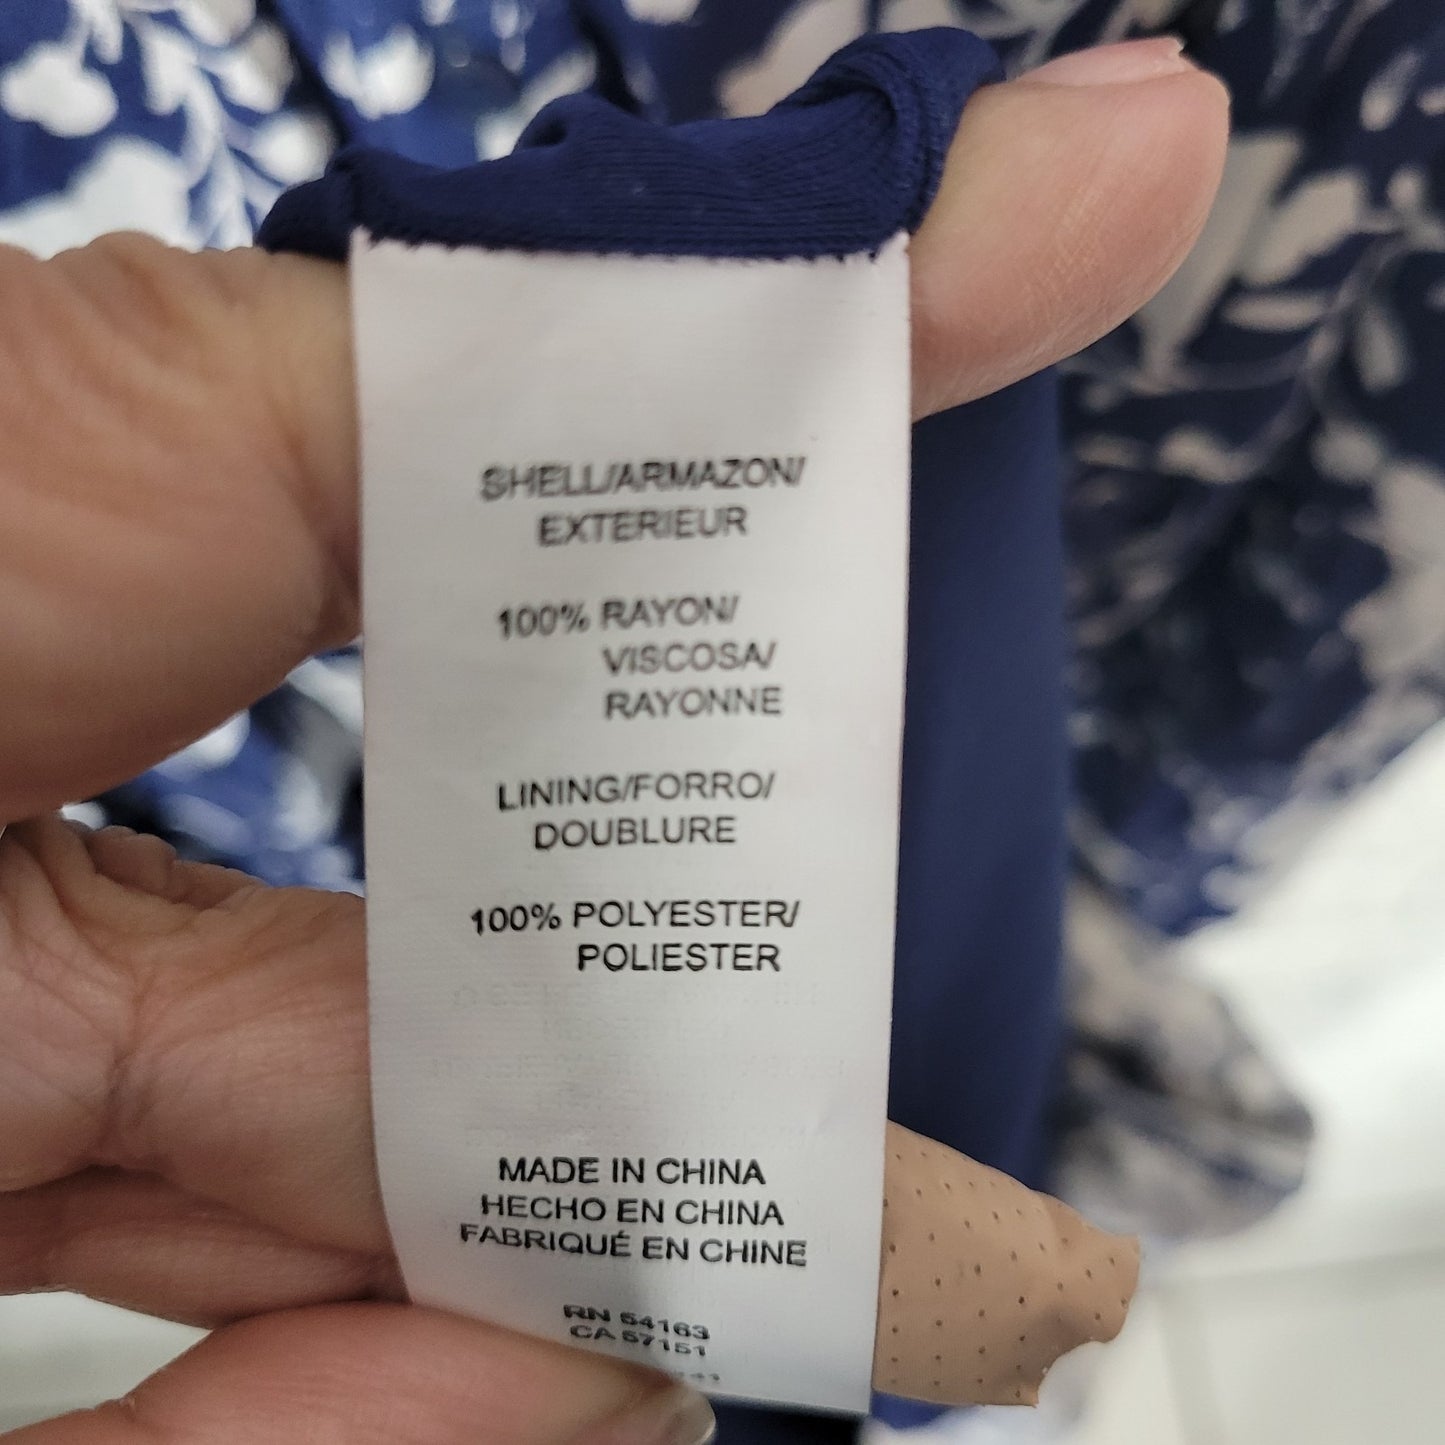 SHELL/ARMAZON/
EXTERIEUR
100% RAYON/
VISCOSA/
RAYONNE
LINING/FORRO/
DOUBLURE
100% POLYESTER/
POLIESTER
MADE IN CHINA
HECHO EN CHINA
FABRIQUÉ EN CHINE
RN 54163
CA 57151